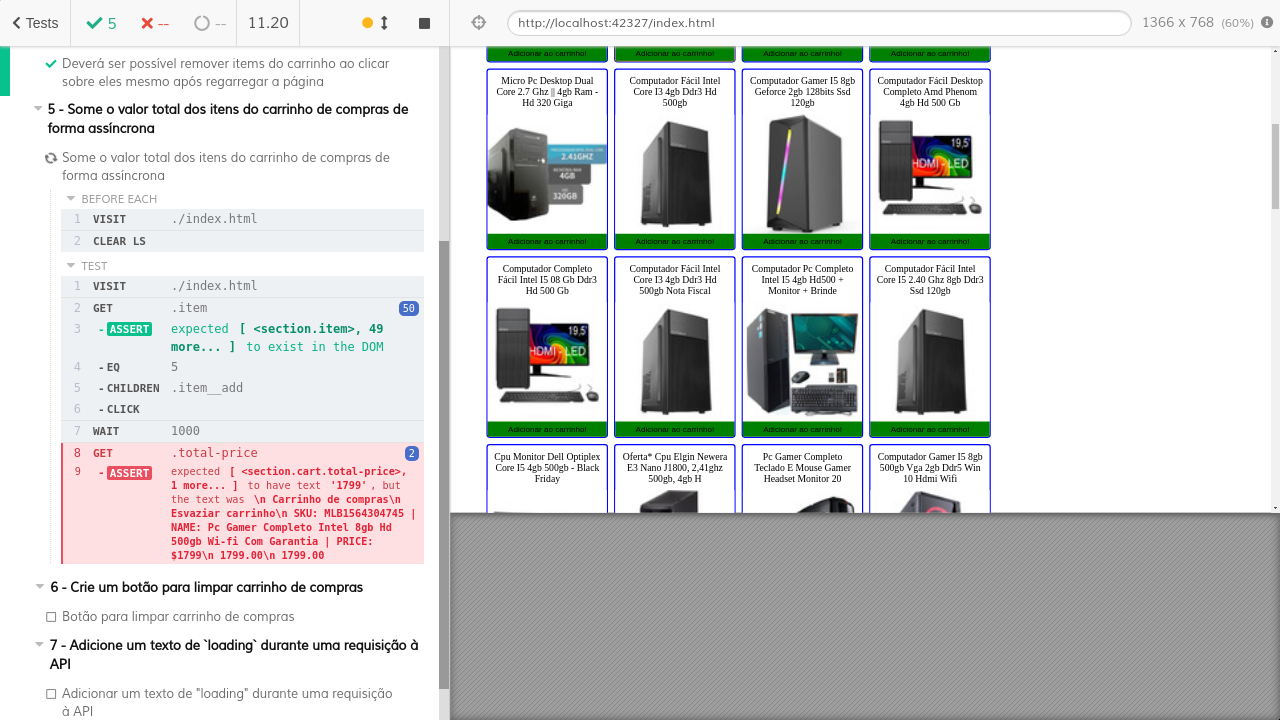 Tests
5
--
--
11.20
http://localhost:42327/index.html
1366 x 768 (60%)
Deverá ser possível remover items do carrinho ao clicar
sobre eles mesmo após regarregar a página
5 - Some o valor total dos itens do carrinho de compras de
forma assíncrona
Some o valor total dos itens do carrinho de compras de
forma assíncrona
BEFORE EACH
1 VISIT ./index.html
2 CLEAR LS
TEST
1 VISIT ./index.html
2 GET .item 50
3 -ASSERT expected [ <section.item>, 49
more... ] to exist in the DOM
4 -EQ 5
5 -CHILDREN .item__add
6 -CLICK
7 WAIT 1000
8 GET .total-price 2
9 -ASSERT expected [ <section.cart.total-price>,
1 more... ] to have text '1799', but
the text was \n Carrinho de compras\n
Esvaziar carrinho\n SKU: MLB1564304745 |
NAME: Pc Gamer Completo Intel 8gb Hd
500gb Wi-fi Com Garantia | PRICE:
$1799\n 1799.00\n 1799.00
6 - Crie um botão para limpar carrinho de compras
Botão para limpar carrinho de compras
7 - Adicione um texto de `loading` durante uma requisição à
API
Adicionar um texto de "loading" durante uma requisição
à API
Adicionar ao carrinho!
Adicionar ao carrinho!
Adicionar ao carrinho!
Adicionar ao carrinho!
Micro Pc Desktop Dual
Core 2.7 Ghz || 4gb Ram -
Hd 320 Giga
2.41GHZ
4GB
320GB
Adicionar ao carrinho!
Computador Fácil Intel
Core I3 4gb Ddr3 Hd
500gb
Adicionar ao carrinho!
Computador Gamer I5 8gb
Geforce 2gb 128bits Ssd
120gb
Adicionar ao carrinho!
Computador Fácil Desktop
Completo Amd Phenom
4gb Hd 500 Gb
19,5'
HDMI - LED
Adicionar ao carrinho!
Computador Completo
Fácil Intel I5 08 Gb Ddr3
Hd 500 Gb
19,5'
HDMI - LED
Adicionar ao carrinho!
Computador Fácil Intel
Core I3 4gb Ddr3 Hd
500gb Nota Fiscal
Adicionar ao carrinho!
Computador Pc Completo
Intel I5 4gb Hd500 +
Monitor + Brinde
Adicionar ao carrinho!
Computador Fácil Intel
Core I5 2.40 Ghz 8gb Ddr3
Ssd 120gb
Adicionar ao carrinho!
Cpu Monitor Dell Optiplex
Core I5 4gb 500gb - Black
Friday
Oferta* Cpu Elgin Newera
E3 Nano J1800, 2,41ghz
500gb, 4gb H
Pc Gamer Completo
Teclado E Mouse Gamer
Headset Monitor 20
Computador Gamer I5 8gb
500gb Vga 2gb Ddr5 Win
10 Hdmi Wifi